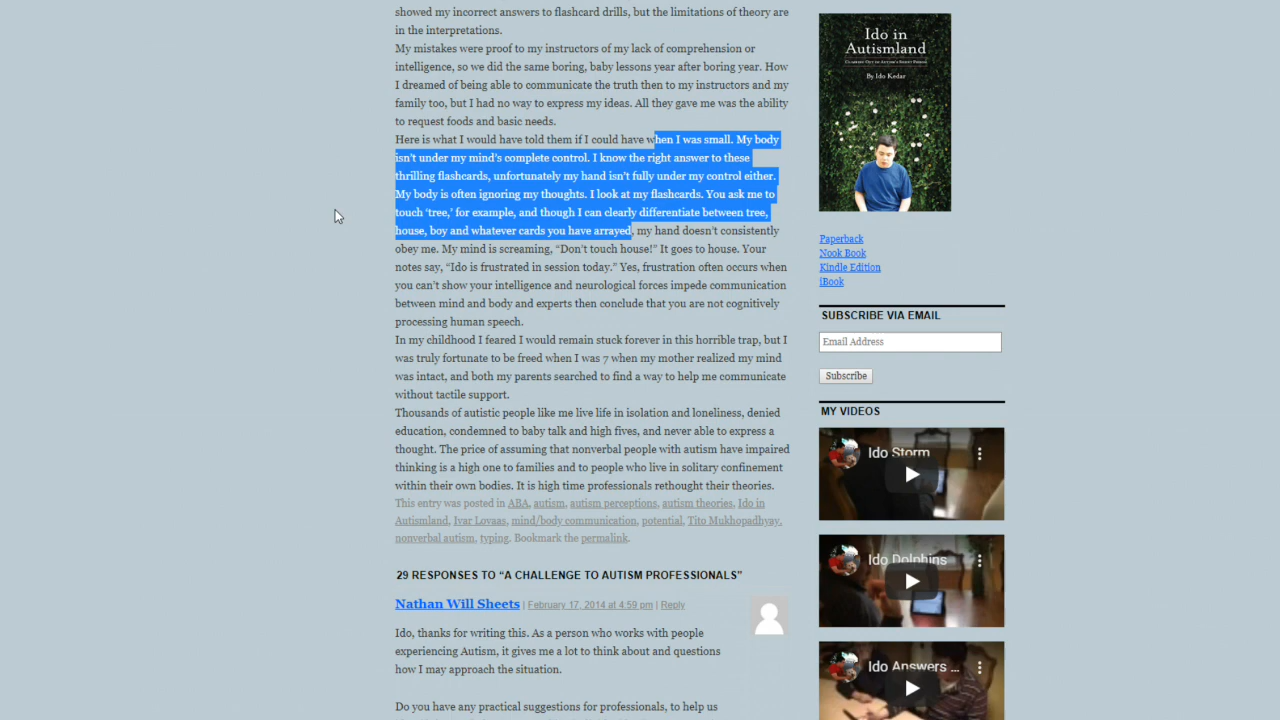 showed my incorrect answers to flashcard drills, but the limitations of theory are
in the interpretations.
My mistakes were proof to my instructors of my lack of comprehension or
intelligence, so we did the same boring, baby lessons year after boring year. How
I dreamed of being able to communicate the truth then to my instructors and my
family too, but I had no way to express my ideas. All they gave me was the ability
to request foods and basic needs.
Here is what I would have told them if I could have when I was small. My body
isn't under my mind's complete control. I know the right answer to these
thrilling flashcards, unfortunately my hand isn't fully under my control either.
My body is often ignoring my thoughts. I look at my flashcards. You ask me to
touch 'tree,' for example, and though I can clearly differentiate between tree,
house, boy and whatever cards you have arrayed, my hand doesn't consistently
obey me. My mind is screaming, "Don't touch house!" It goes to house. Your
notes say, "Ido is frustrated in session today." Yes, frustration often occurs when
you can't show your intelligence and neurological forces impede communication
between mind and body and experts then conclude that you are not cognitively
processing human speech.
In my childhood I feared I would remain stuck forever in this horrible trap, but I
was truly fortunate to be freed when I was 7 when my mother realized my mind
was intact, and both my parents searched to find a way to help me communicate
without tactile support.
Thousands of autistic people like me live life in isolation and loneliness, denied
education, condemned to baby talk and high fives, and never able to express a
thought. The price of assuming that nonverbal people with autism have impaired
thinking is a high one to families and to people who live in solitary confinement
within their own bodies. It is high time professionals rethought their theories.
This entry was posted in ABA, autism, autism perceptions, autism theories, Ido in
Autismland, Ivar Lovaas, mind/body communication, potential, Tito Mukhopadhyay,
nonverbal autism, typing. Bookmark the permalink.
29 RESPONSES TO "A CHALLENGE TO AUTISM PROFESSIONALS"
Nathan Will Sheets | February 17, 2014 at 4:59 pm | Reply
Ido, thanks for writing this. As a person who works with people
experiencing Autism, it gives me a lot to think about and questions
how I may approach the situation.
Do you have any practical suggestions for professionals, to help us
Ido in
Autismland
Climbing Out of Autism's Silent Prison
By Ido Kedar
Paperback
Nook Book
Kindle Edition
iBook
SUBSCRIBE VIA EMAIL
Email Address
Subscribe
MY VIDEOS
Ido Storm
Ido Dolphins
Ido Answers ...